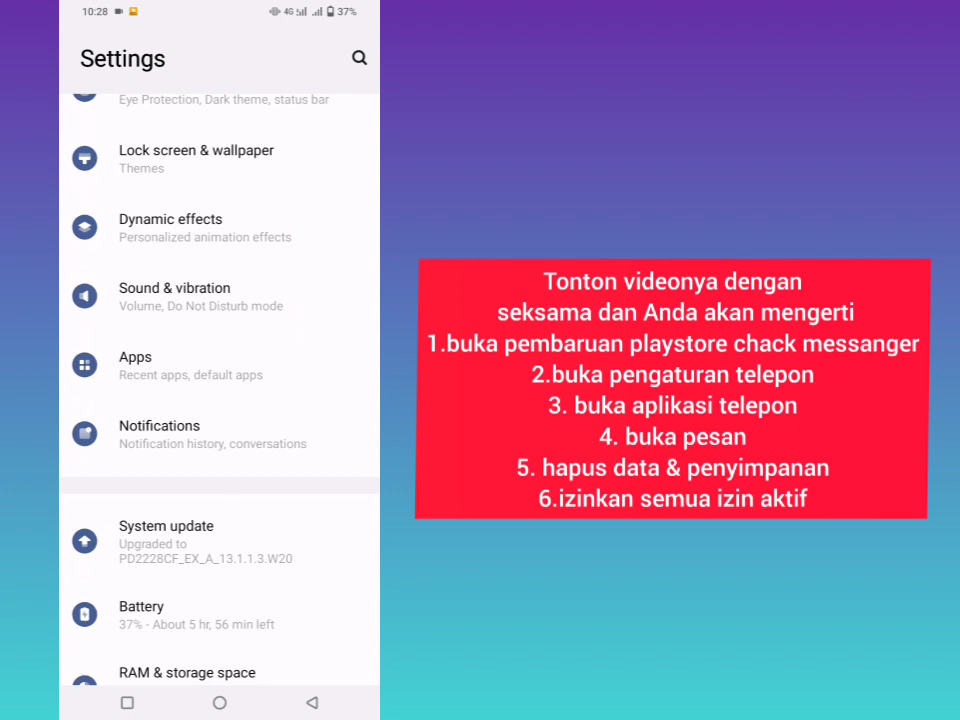 10:28
4G 37%
Settings
Eye Protection, Dark theme, status bar
Lock screen & wallpaper
Themes
Dynamic effects
Personalized animation effects
Sound & vibration
Volume, Do Not Disturb mode
Apps
Recent apps, default apps
Notifications
Notification history, conversations
System update
Upgraded to
PD2228CF_EX_A_13.1.1.3.W20
Battery
37% - About 5 hr, 56 min left
RAM & storage space
Tonton videonya dengan
seksama dan Anda akan mengerti
1.buka pembaruan playstore chack messanger
2.buka pengaturan telepon
3. buka aplikasi telepon
4. buka pesan
5. hapus data & penyimpanan
6.izinkan semua izin aktif